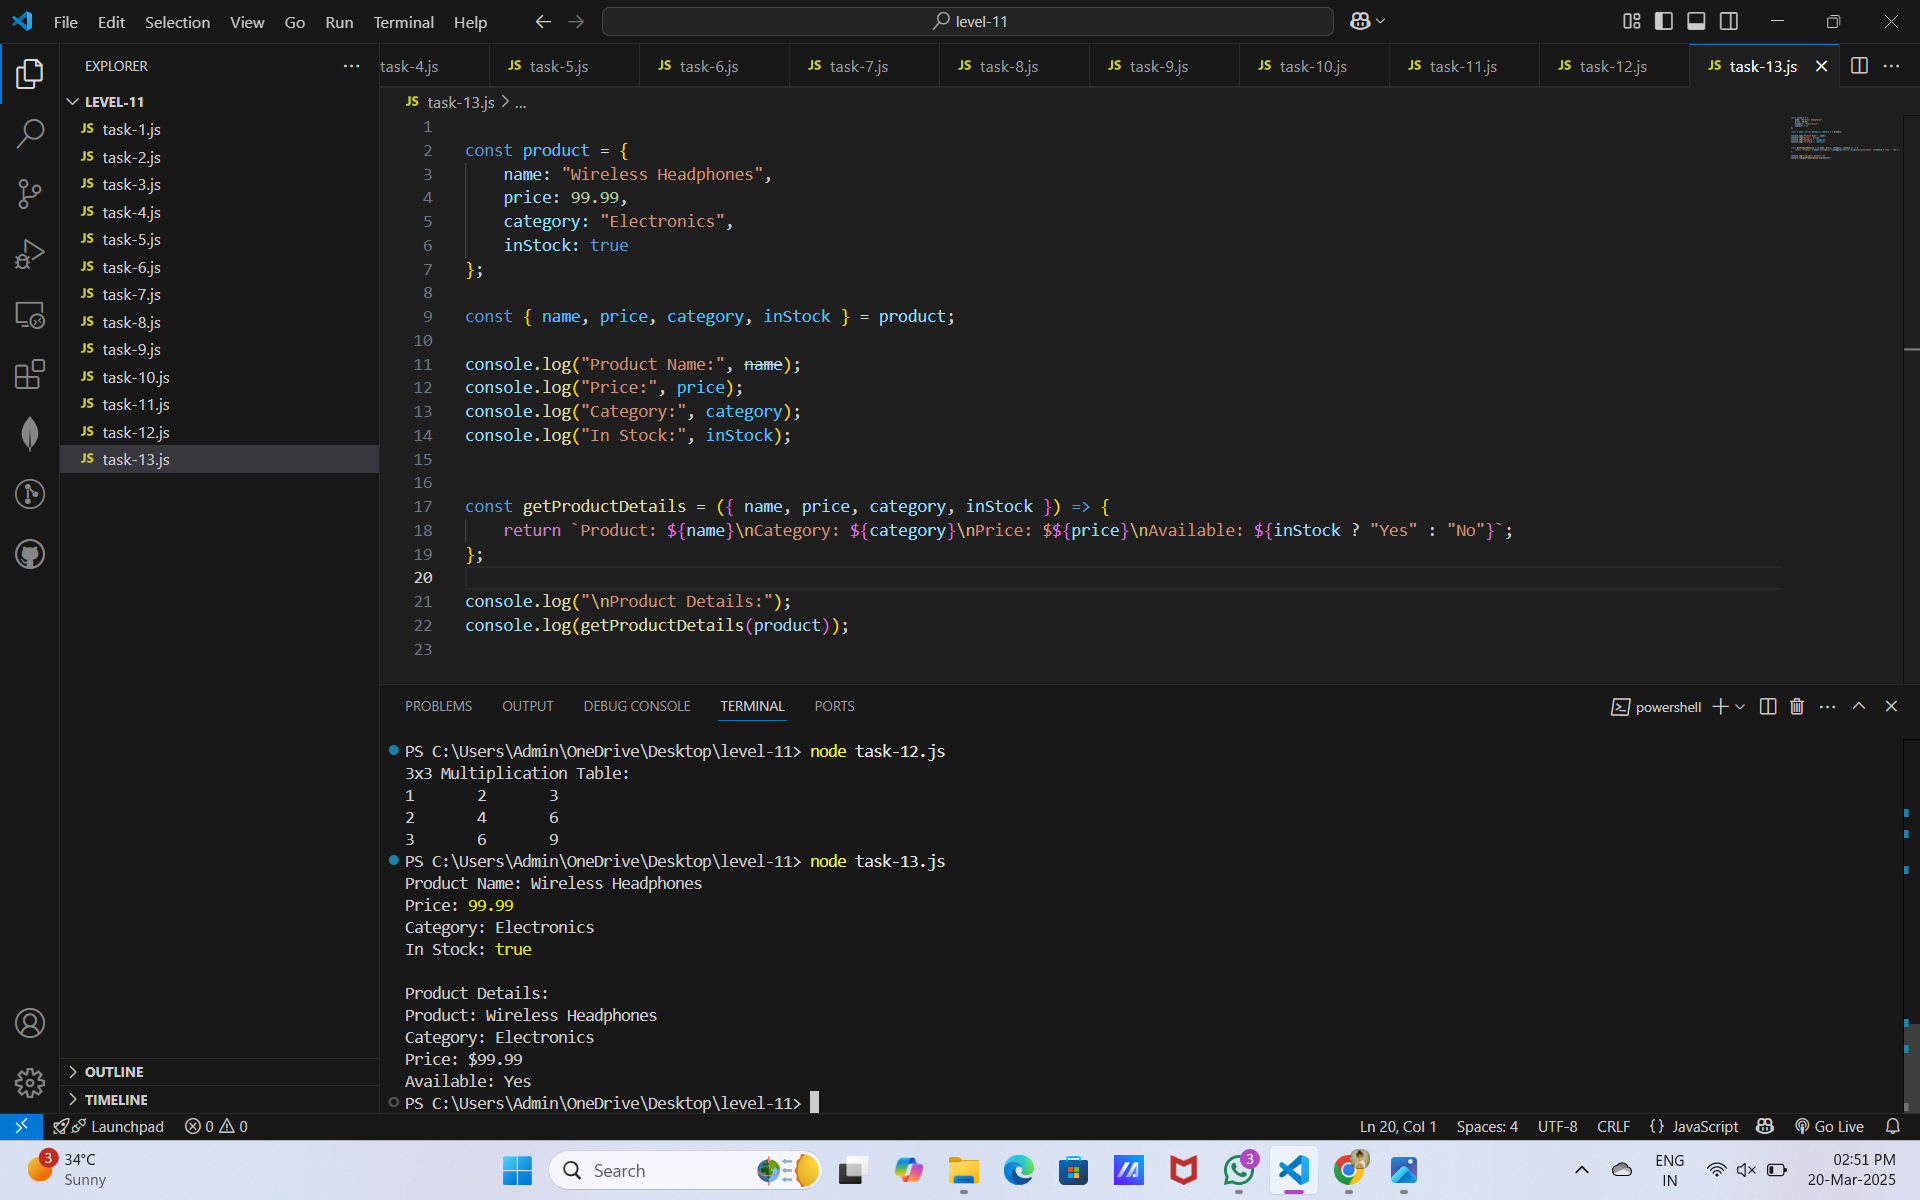 File Edit Selection View Go Run Terminal Help
level-11
EXPLORER
LEVEL-11
JS task-1.js
JS task-2.js
JS task-3.js
JS task-4.js
JS task-5.js
JS task-6.js
JS task-7.js
JS task-8.js
JS task-9.js
JS task-10.js
JS task-11.js
JS task-12.js
JS task-13.js
OUTLINE
TIMELINE
task-4.js JS task-5.js JS task-6.js JS task-7.js JS task-8.js JS task-9.js JS task-10.js JS task-11.js JS task-12.js JS task-13.js
JS task-13.js > ...
1
2 const product = {
3 name: "Wireless Headphones",
4 price: 99.99,
5 category: "Electronics",
6 inStock: true
7 };
8
9 const { name, price, category, inStock } = product;
10
11 console.log("Product Name:", name);
12 console.log("Price:", price);
13 console.log("Category:", category);
14 console.log("In Stock:", inStock);
15
16
17 const getProductDetails = ({ name, price, category, inStock }) => {
18 return `Product: ${name}\nCategory: ${category}\nPrice: $${price}\nAvailable: ${inStock ? "Yes" : "No"}`;
19 };
20
21 console.log("\nProduct Details:");
22 console.log(getProductDetails(product));
23
PROBLEMS OUTPUT DEBUG CONSOLE TERMINAL PORTS
powershell
PS C:\Users\Admin\OneDrive\Desktop\level-11> node task-12.js
3x3 Multiplication Table:
1 2 3
2 4 6
3 6 9
PS C:\Users\Admin\OneDrive\Desktop\level-11> node task-13.js
Product Name: Wireless Headphones
Price: 99.99
Category: Electronics
In Stock: true
Product Details:
Product: Wireless Headphones
Category: Electronics
Price: $99.99
Available: Yes
PS C:\Users\Admin\OneDrive\Desktop\level-11>
Launchpad 0 0
Ln 20, Col 1 Spaces: 4 UTF-8 CRLF {} JavaScript Go Live
3
34°C
Sunny
Search
3
ENG
IN
02:51 PM
20-Mar-2025